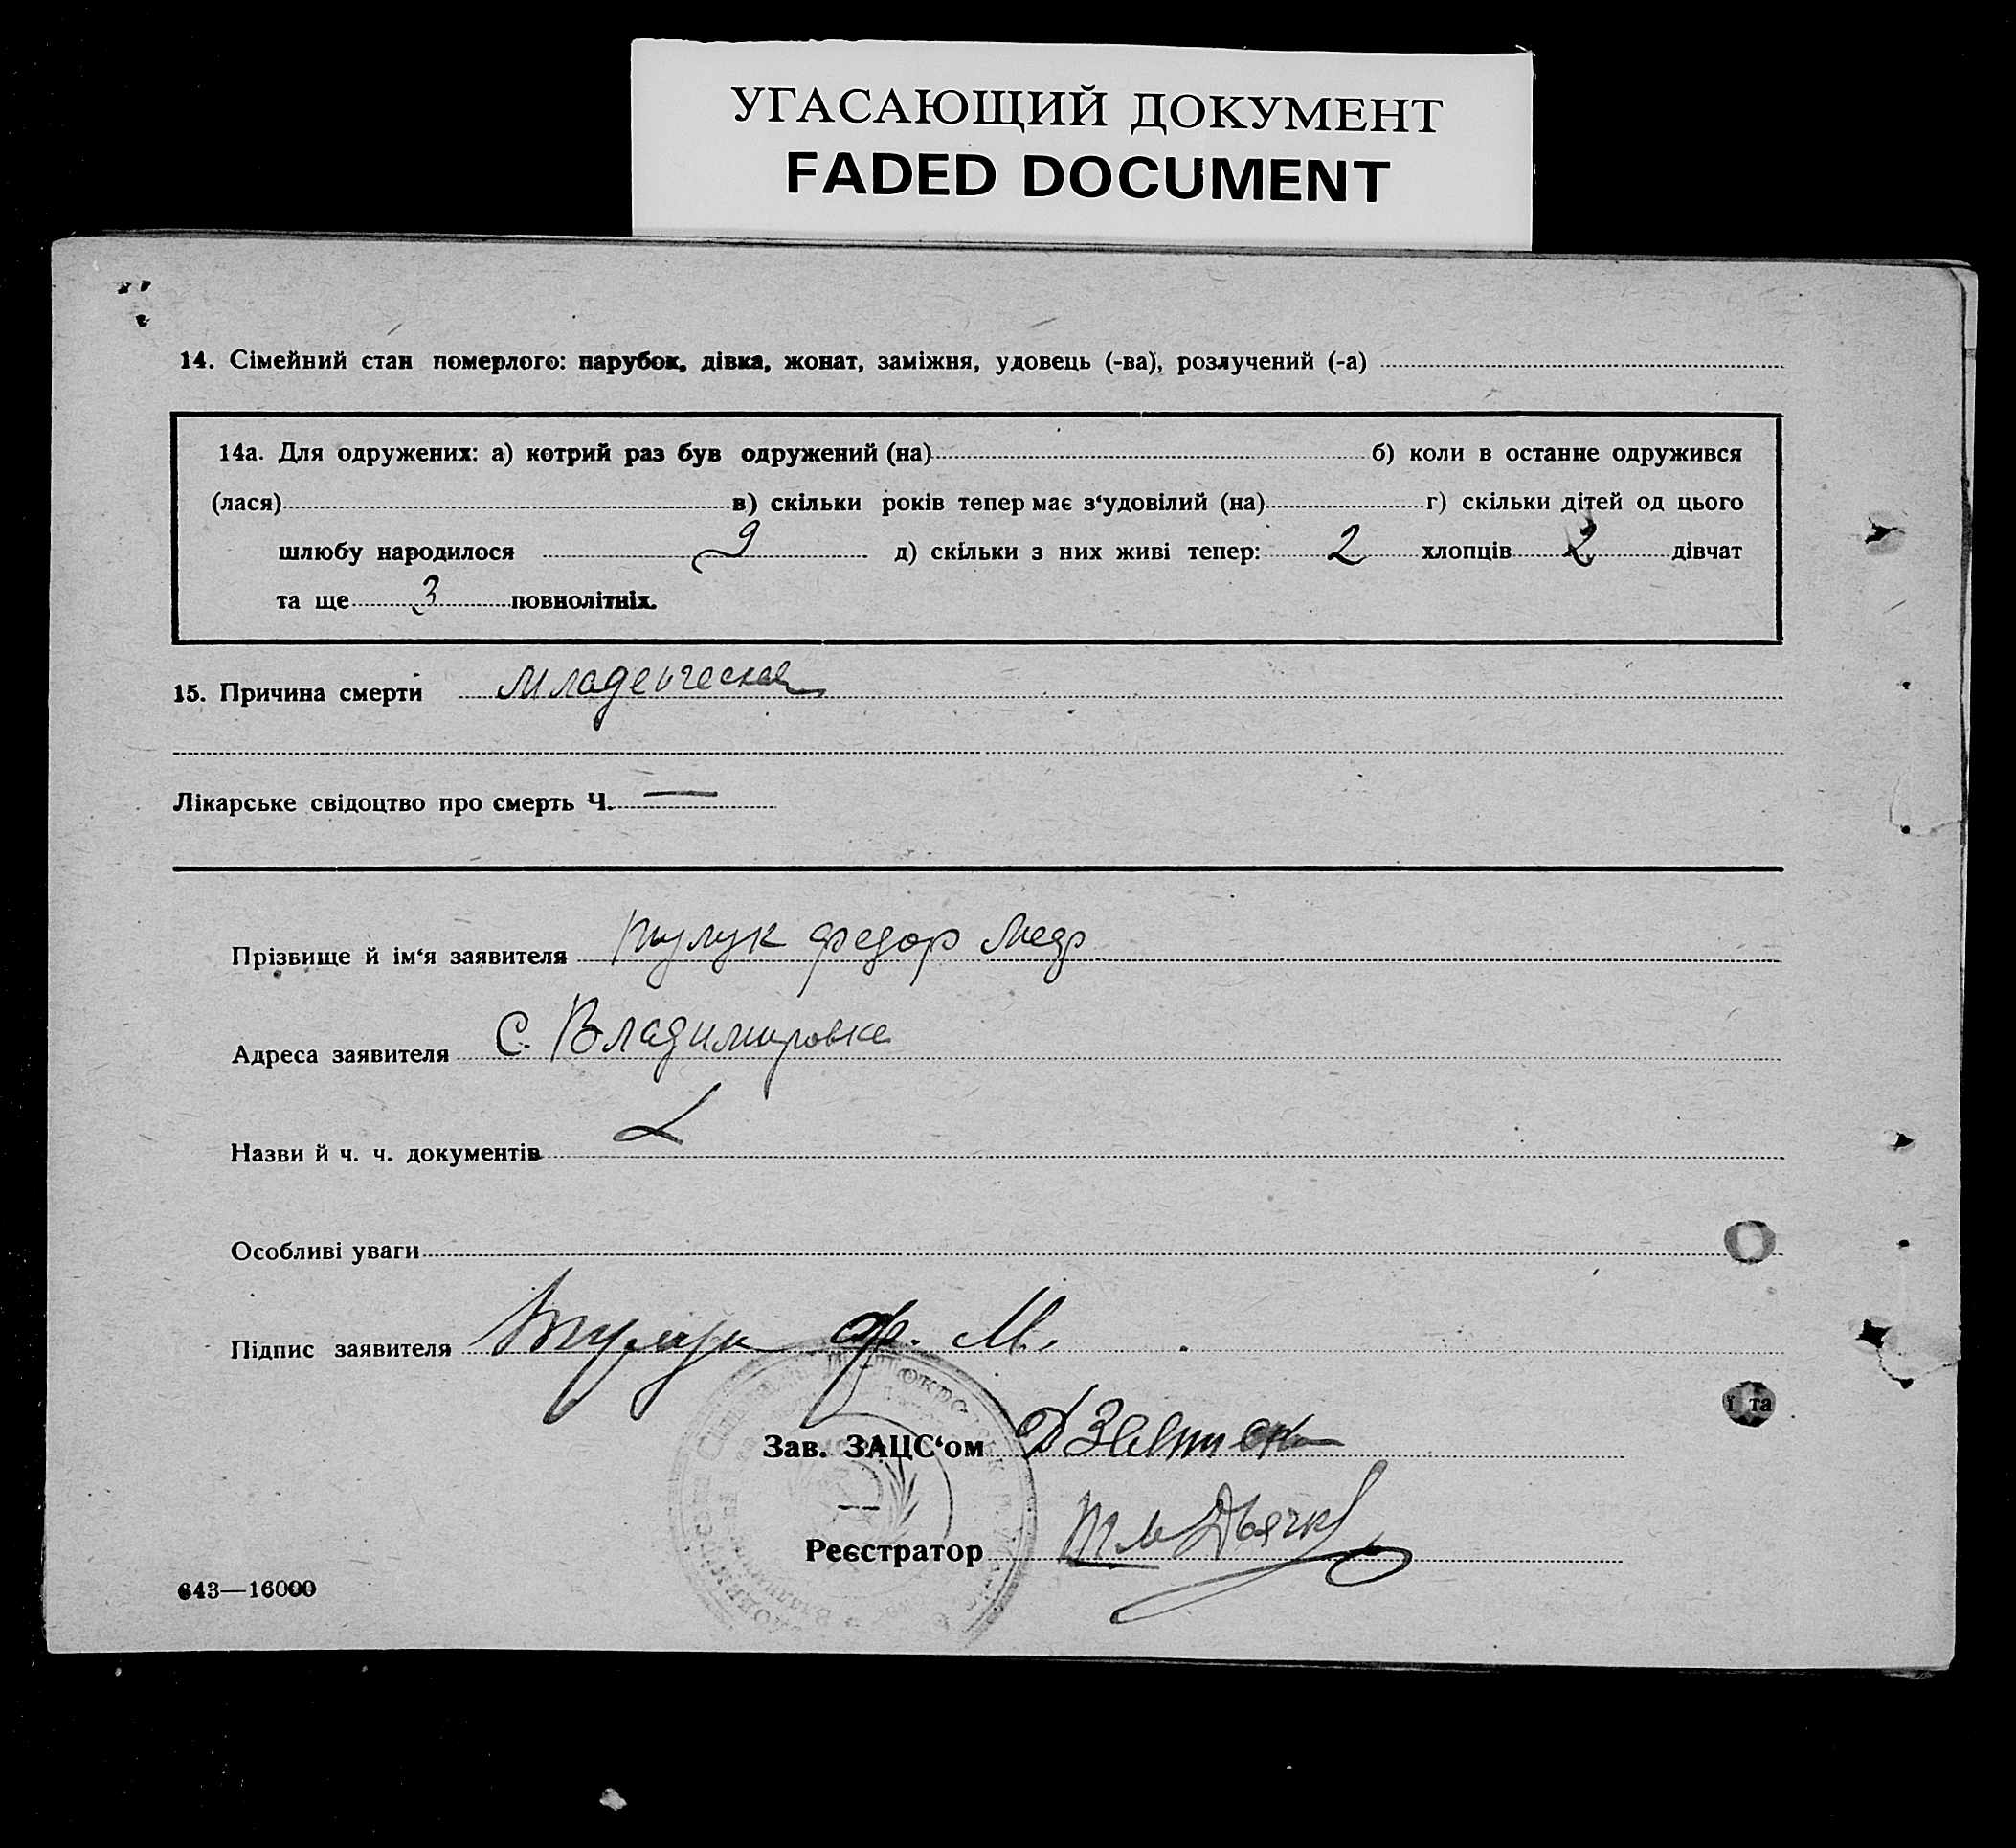 УГАСАЮЩИЙ ДОКУМЕНТ
FADED DOCUMENT
14. Сімейний стан померлого: парубок, дівка, жонат, заміжня, удовець (-ва), розлучений (-а)
14а. Для одружених: а) котрий раз був одружений (на) б) коли в останне одружився
(лася) в) скільки років тепер має з‘удовілий (на) г) скільки дітей од цього
шлюбу народилося 9 д) скільки з них живі тепер: 2 хлопців 2 дівчат
та ще 3 повнолітніх.
15. Причина смерти младенческая
Лікарське свідоцтво про смерть Ч. —
Прізвище й ім‘я заявителя Федор
Адреса заявителя с. Владимировка
Назви й ч. ч. документів
Особливі уваги
Підпис заявителя Ф. М.
Зав. ЗАЦС‘ом
ї та
Реєстратор
643—16000